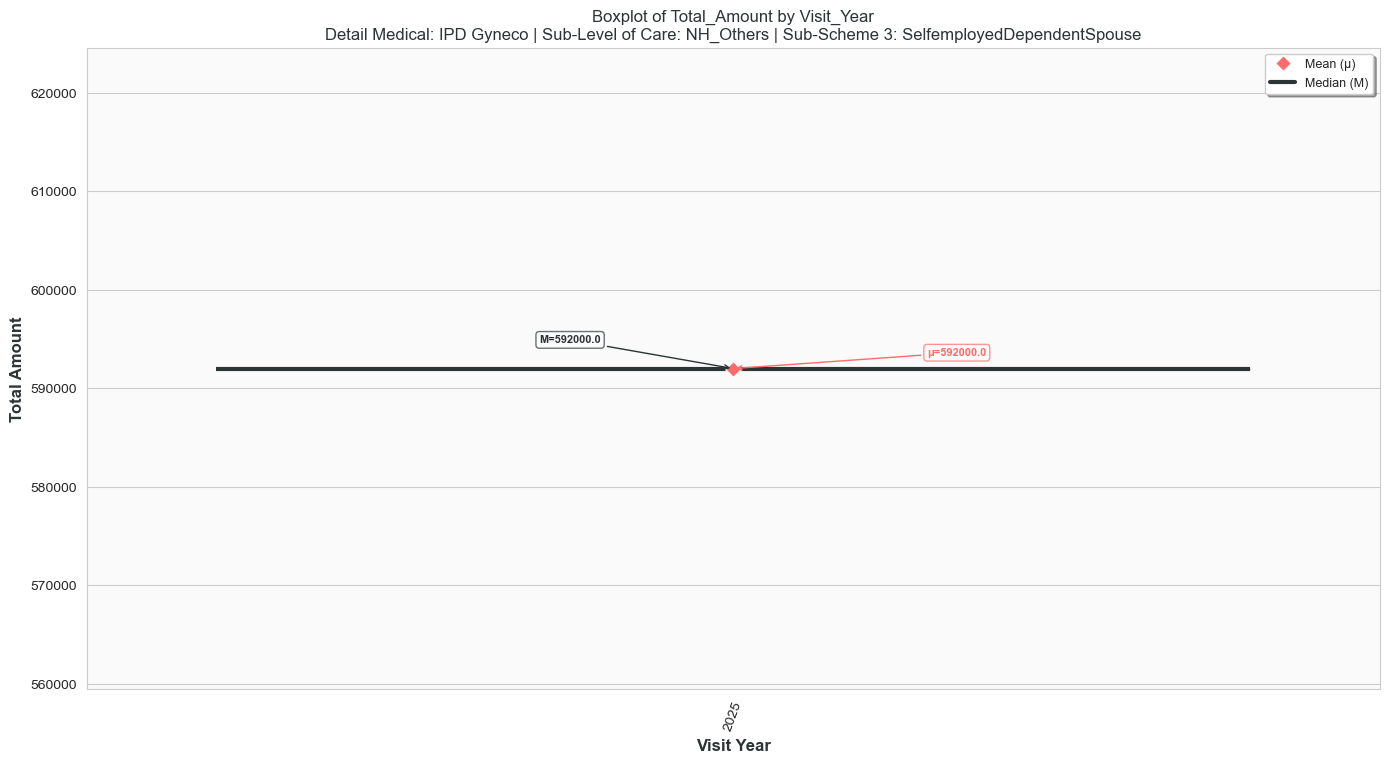 Boxplot of Total_Amount by Visit_Year
Detail Medical: IPD Gyneco | Sub-Level of Care: NH_Others | Sub-Scheme 3: SelfemployedDependentSpouse
Mean (μ)
Median (M)
620000
610000
600000
590000
580000
570000
560000
Total Amount
M=592000.0
μ=592000.0
2025
Visit Year